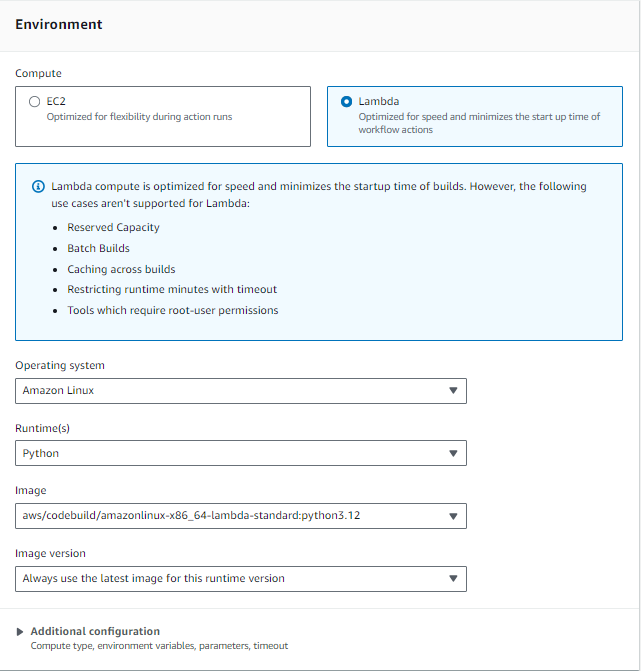 Environment
Compute
EC2
Optimized for flexibility during action runs
Lambda
Optimized for speed and minimizes the start up time of
workflow actions
Lambda compute is optimized for speed and minimizes the startup time of builds. However, the following
use cases aren't supported for Lambda:
Reserved Capacity
Batch Builds
Caching across builds
Restricting runtime minutes with timeout
Tools which require root-user permissions
Operating system
Amazon Linux
Runtime(s)
Python
Image
aws/codebuild/amazonlinux-x86_64-lambda-standard:python3.12
Image version
Always use the latest image for this runtime version
Additional configuration
Compute type, environment variables, parameters, timeout